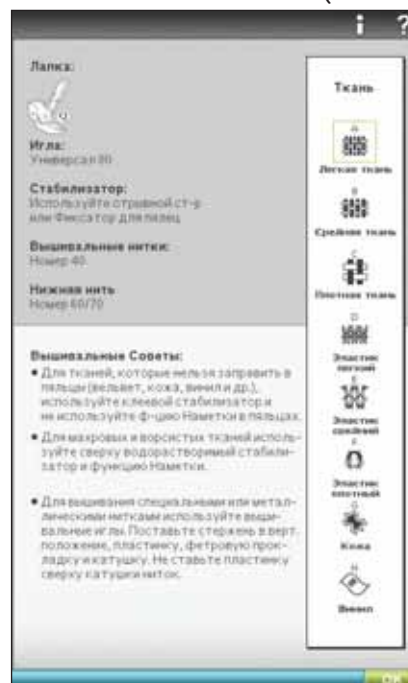 i ?
Лапка:
Игла:
Универсал 80
Стабилизатор:
Используйте отрывной ст-р
или Фиксатор для пялец
Вышивальные нитки:
Номер 40
Нижняя нить
Номер 60/70
Вышивальные Советы:
• Для тканей, которые нельзя заправить в
пяльцы (вельвет, кожа, винил и др.),
используйте клеевой стабилизатор и
не используйте ф-цию Наметки в пяльцах.
• Для махровых и ворсистых тканей исполь-
зуйте сверху водорастворимый стабили-
затор и функцию Наметки.
• Для вышивания специальными или метал-
лическими нитками используйте выши-
вальные иглы. Поставьте стержень в верт.
положение, пластинку, фетровую прок-
ладку и катушку. Не ставьте пластинку
сверху катушки ниток.
Ткань
A
Легкая ткань
B
Средняя ткань
C
Плотная ткань
D
Эластик
легкий
E
Эластик
средний
F
Эластик
плотный
G
Кожа
H
Винил
OK